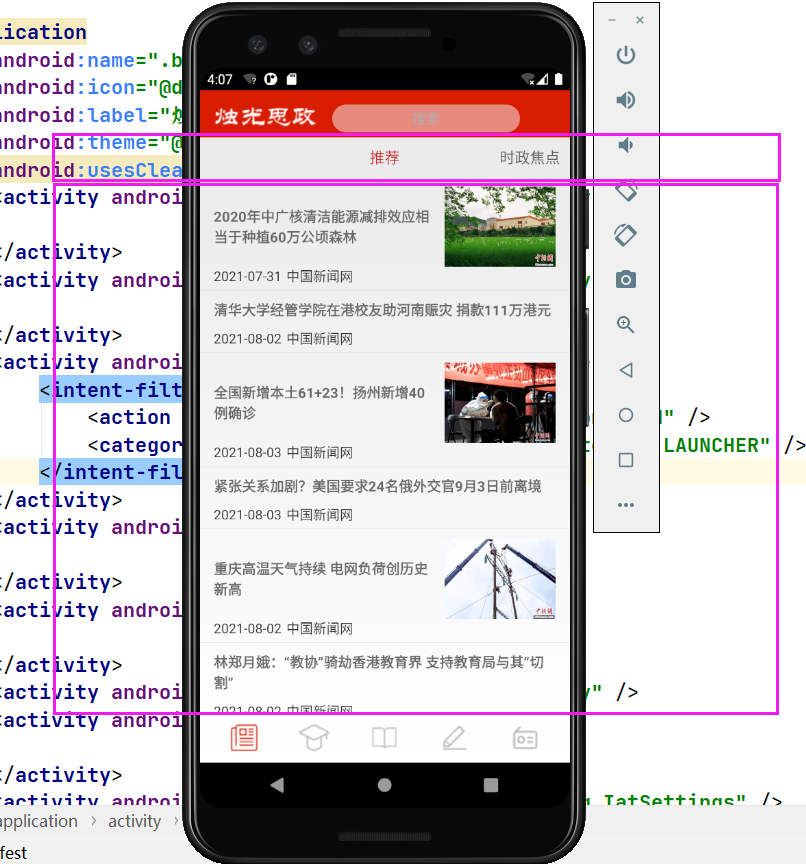 lication
android:name=".b
android:icon="@d
android:label="
android:theme="@
android:usesClea
<activity androi
</activity>
<activity androi
y
</activity>
<activity androi
<intent-filt
<action
" />
<categor
LAUNCHER" />
</intent-fil
</activity>
<activity androi
</activity>
<activity androi
</activity>
<activity androi
y" />
<activity androi
</activity>
<activity androi
IatSettings" />
application > activity >
fest
4:07
烛光思政
搜索
推荐
时政焦点
2020年中广核清洁能源减排效应相
当于种植60万公顷森林
2021-07-31 中国新闻网
清华大学经管学院在港校友助河南赈灾 捐款111万港元
2021-08-02 中国新闻网
全国新增本土61+23！扬州新增40
例确诊
2021-08-03 中国新闻网
紧张关系加剧？美国要求24名俄外交官9月3日前离境
2021-08-03 中国新闻网
重庆高温天气持续 电网负荷创历史
新高
2021-08-02 中国新闻网
林郑月娥：“教协”骑劫香港教育界 支持教育局与其“切
割”
2021-08-02 中国新闻网